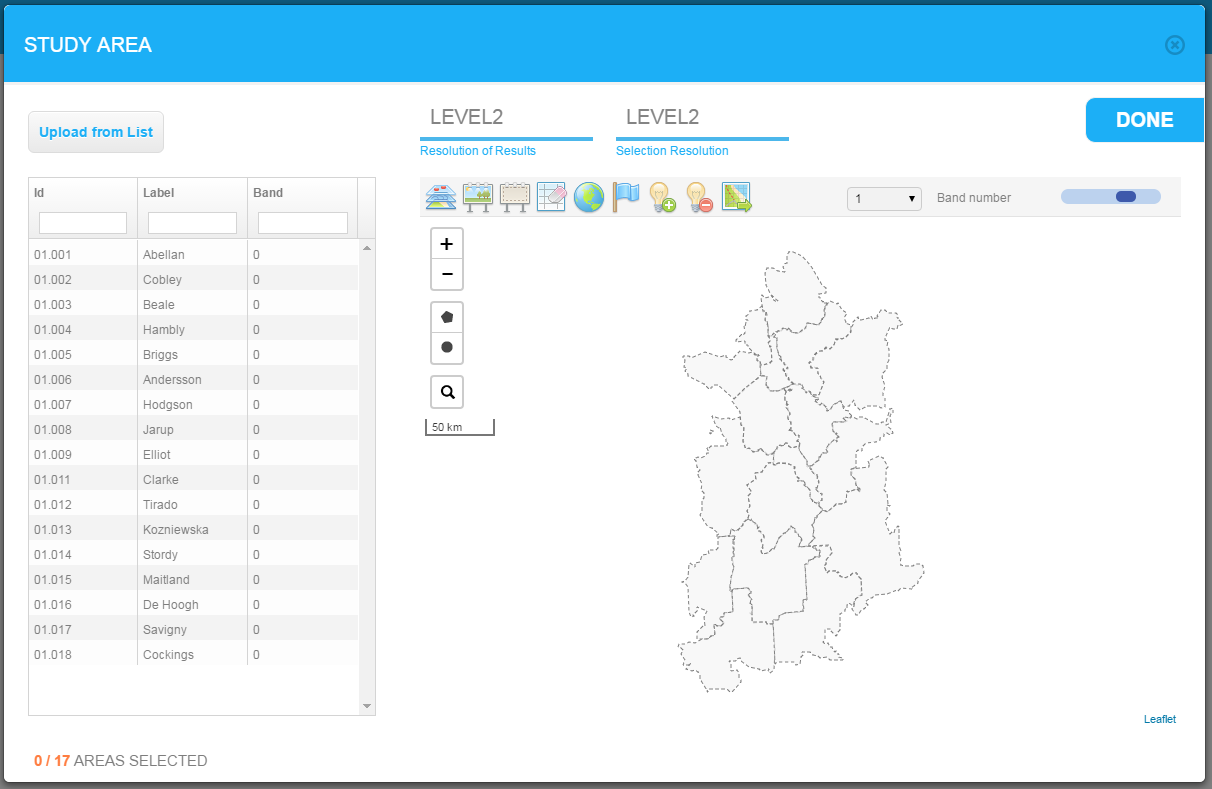 STUDY AREA
Upload from List
LEVEL2
Resolution of Results
LEVEL2
Selection Resolution
DONE
1
Band number
Id Label Band
01.001 Abellan 0
01.002 Cobley 0
01.003 Beale 0
01.004 Hambly 0
01.005 Briggs 0
01.006 Andersson 0
01.007 Hodgson 0
01.008 Jarup 0
01.009 Elliot 0
01.011 Clarke 0
01.012 Tirado 0
01.013 Kozniewska 0
01.014 Stordy 0
01.015 Maitland 0
01.016 De Hoogh 0
01.017 Savigny 0
01.018 Cockings 0
+
−
50 km
Leaflet
0 / 17 AREAS SELECTED